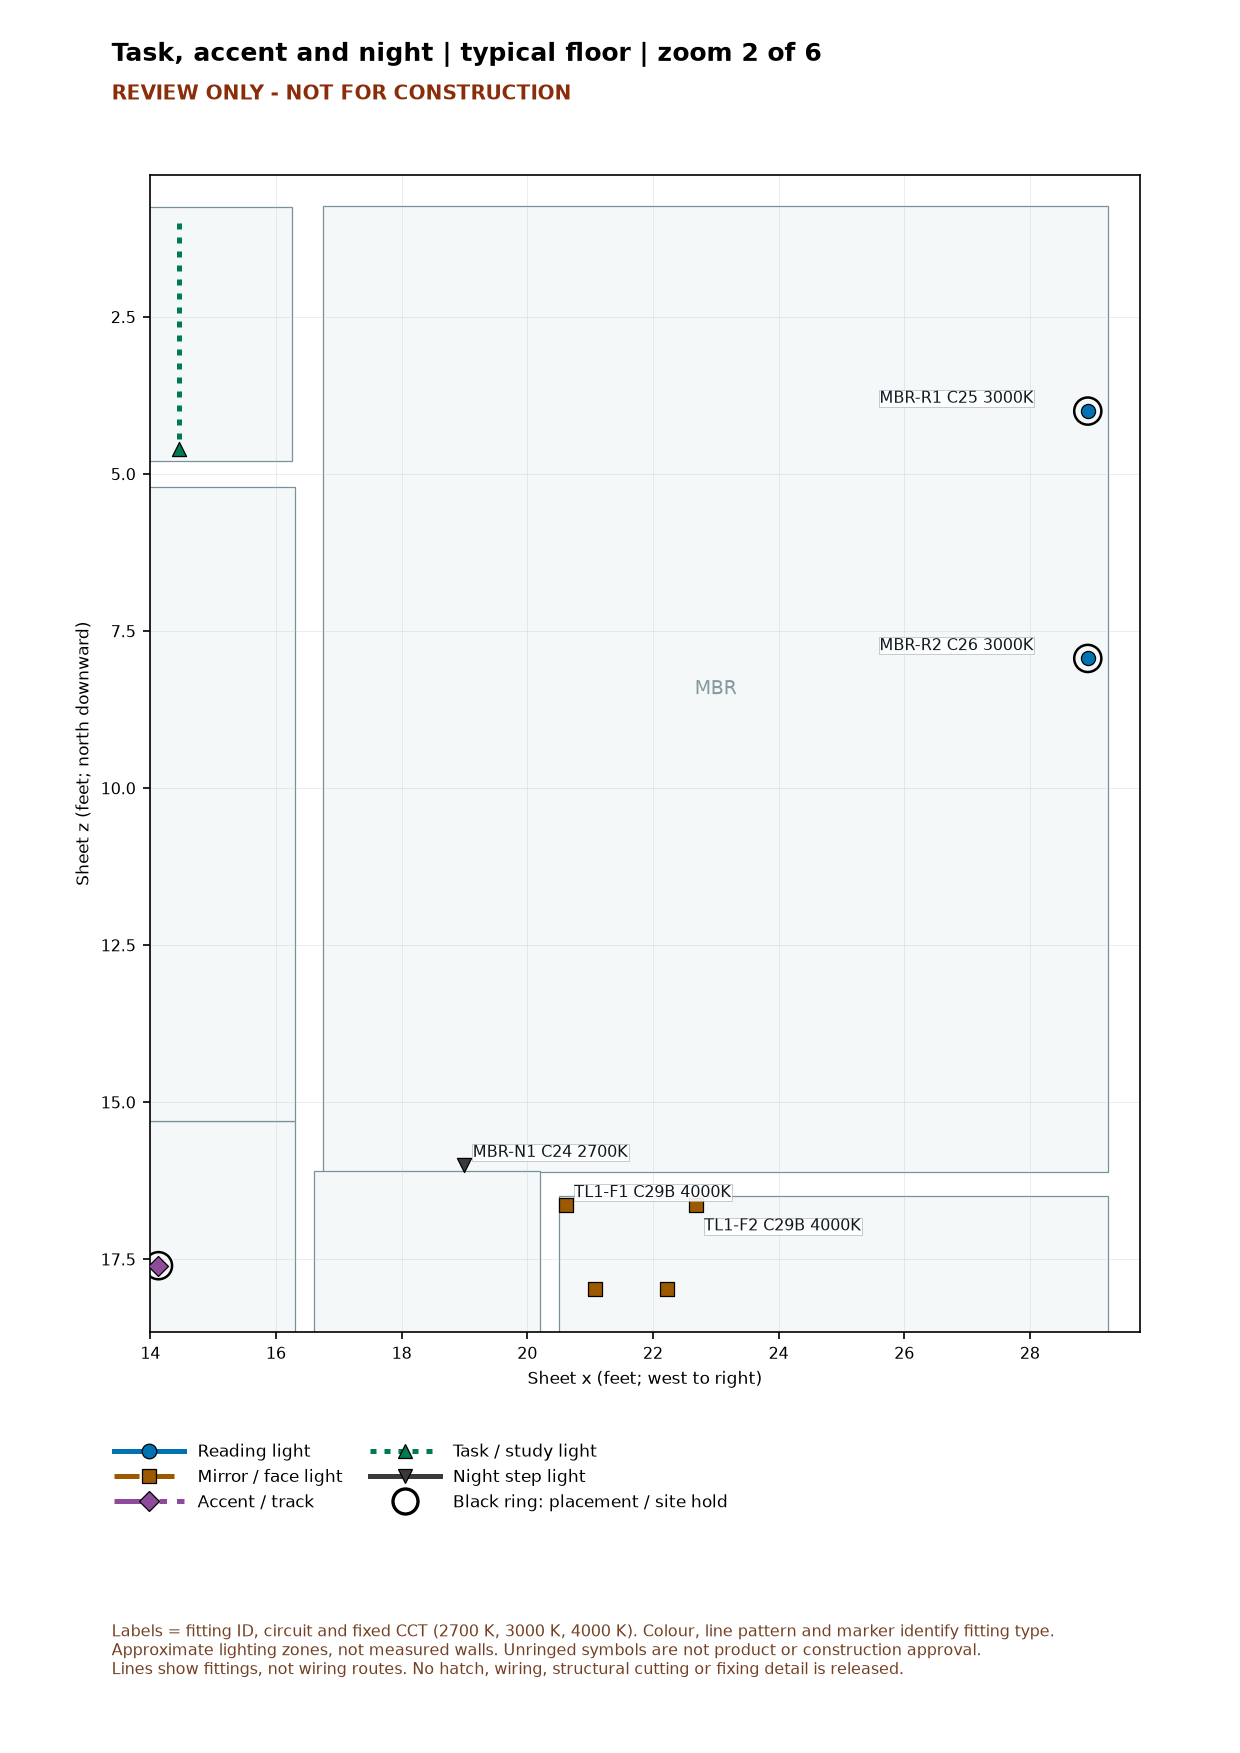 Task, accent and night | typical floor | zoom 2 of 6
REVIEW ONLY - NOT FOR CONSTRUCTION
2.5
MBR-R1 C25 3000K
5.0
7.5
MBR-R2 C26 3000K
MBR
Sheet z (feet; north downward)
10.0
12.5
15.0
MBR-N1 C24 2700K
TL1-F1 C29B 4000K
TL1-F2 C29B 4000K
17.5
14 16 18 20 22 24 26 28
Sheet x (feet; west to right)
Reading light
Mirror / face light
Accent / track
Task / study light
Night step light
Black ring: placement / site hold
Labels = fitting ID, circuit and fixed CCT (2700 K, 3000 K, 4000 K). Colour, line pattern and marker identify fitting type.
Approximate lighting zones, not measured walls. Unringed symbols are not product or construction approval.
Lines show fittings, not wiring routes. No hatch, wiring, structural cutting or fixing detail is released.